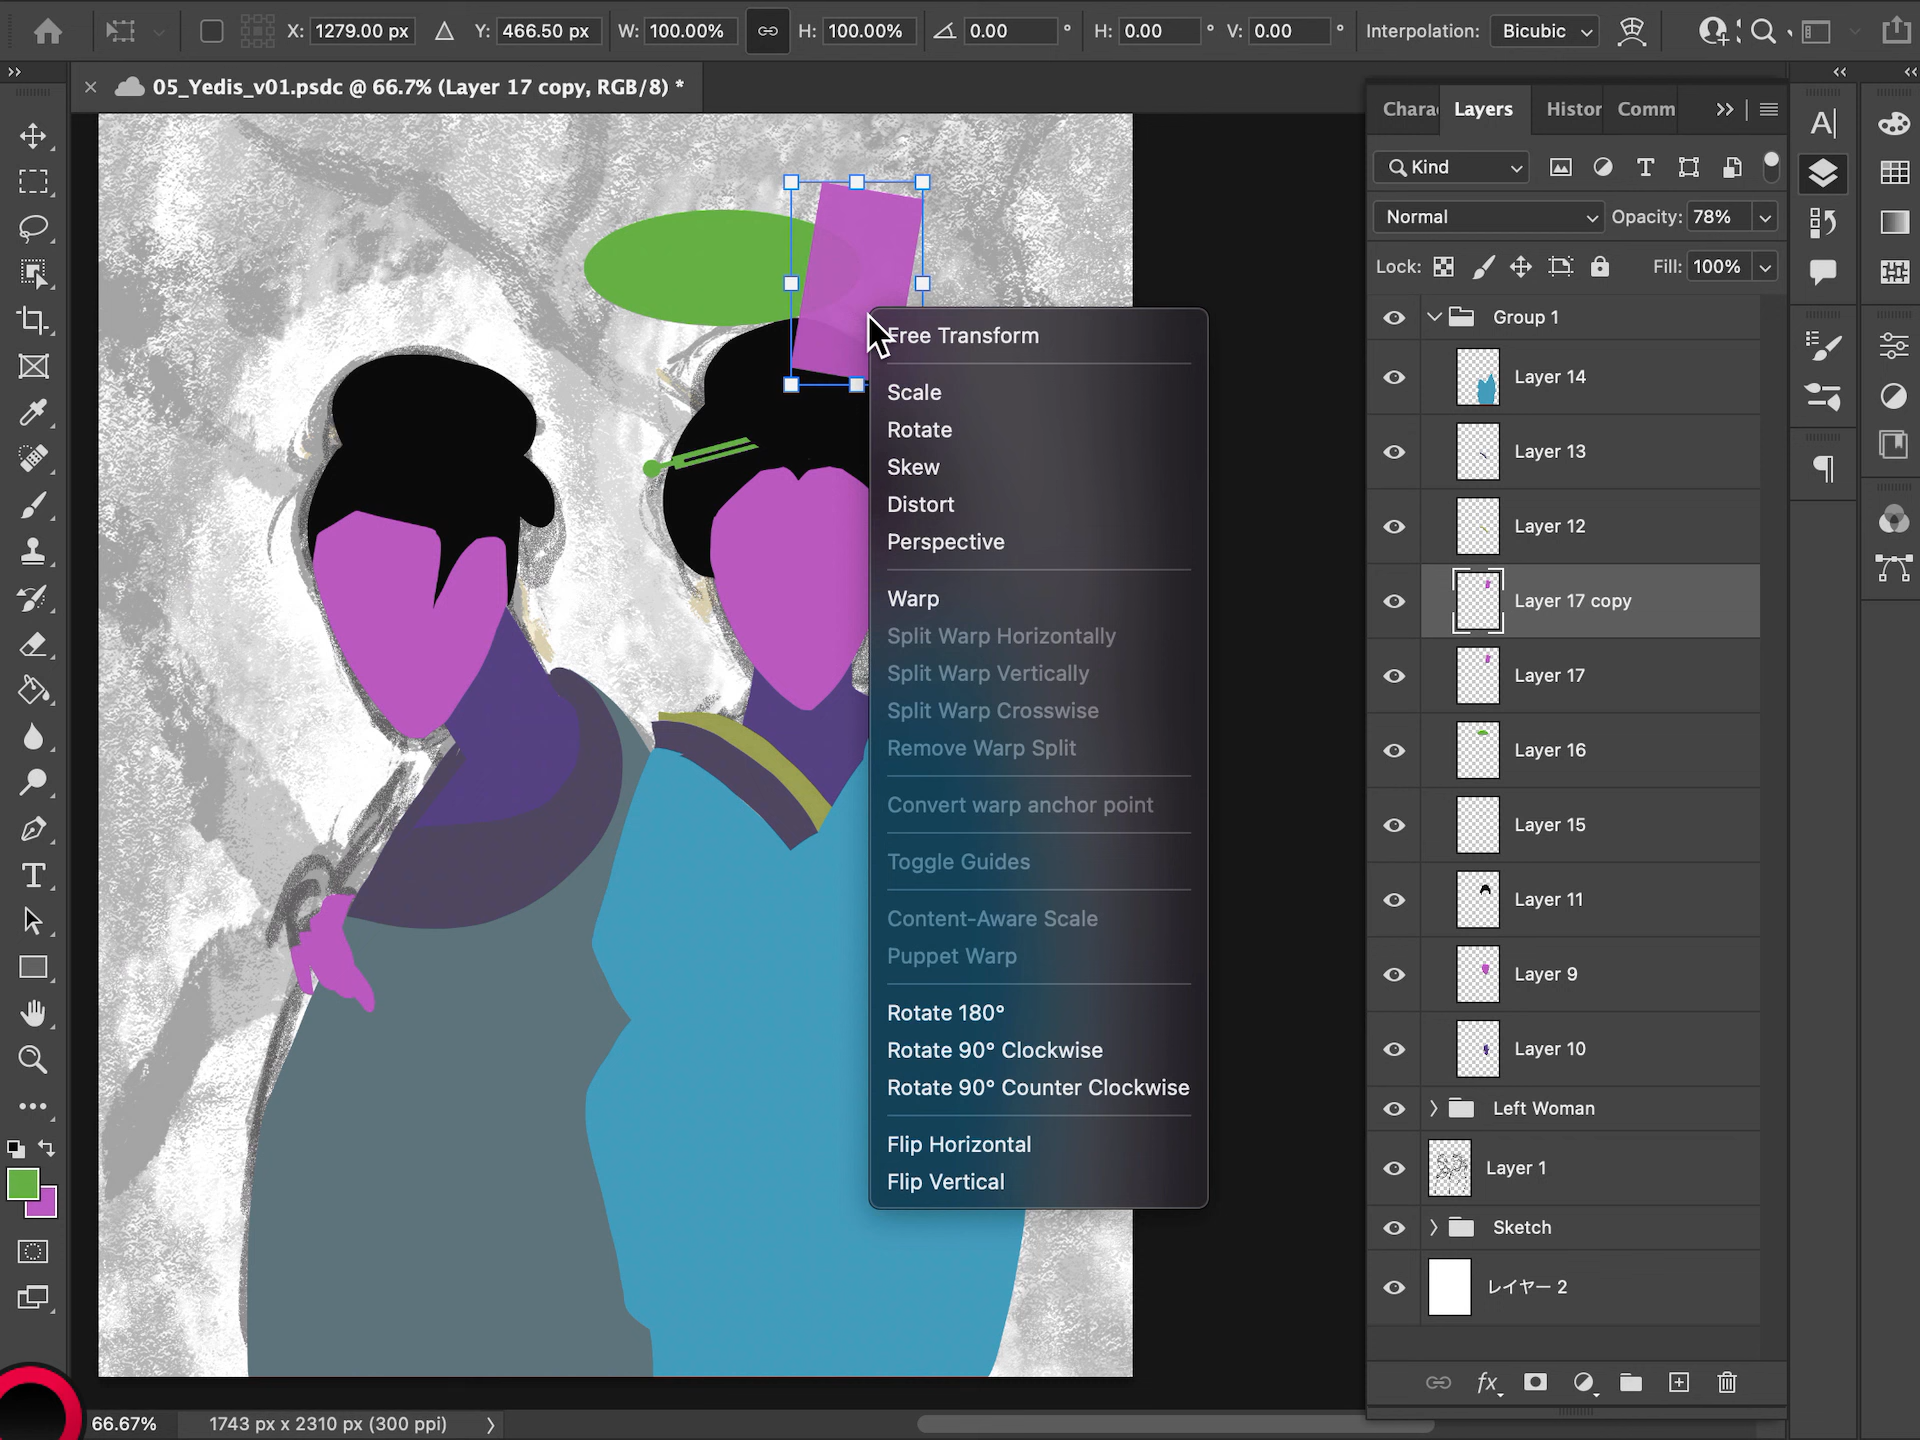 X: 1279.00 px Y: 466.50 px W: 100.00% H: 100.00% 0.00 ° H: 0.00 ° V: 0.00 ° Interpolation: Bicubic
05_Yedis_v01.psdc @ 66.7% (Layer 17 copy, RGB/8) *
Chara Layers Histor Comm
Kind
Normal Opacity: 78%
Lock: Fill: 100%
Group 1
Layer 14
Layer 13
Layer 12
Layer 17 copy
Layer 17
Layer 16
Layer 15
Layer 11
Layer 9
Layer 10
Left Woman
Layer 1
Sketch
レイヤー 2
Free Transform
Scale
Rotate
Skew
Distort
Perspective
Warp
Split Warp Horizontally
Split Warp Vertically
Split Warp Crosswise
Remove Warp Split
Convert warp anchor point
Toggle Guides
Content-Aware Scale
Puppet Warp
Rotate 180°
Rotate 90° Clockwise
Rotate 90° Counter Clockwise
Flip Horizontal
Flip Vertical
66.67% 1743 px x 2310 px (300 ppi)